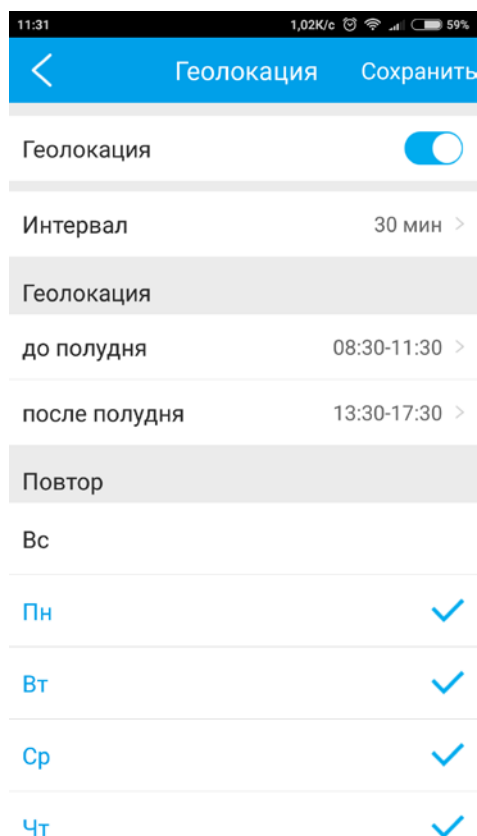 11:31 1,02K/c 59%
Геолокация Сохранить
Геолокация
Интервал 30 мин
Геолокация
до полудня 08:30-11:30
после полудня 13:30-17:30
Повтор
Вс
Пн
Вт
Ср
Чт